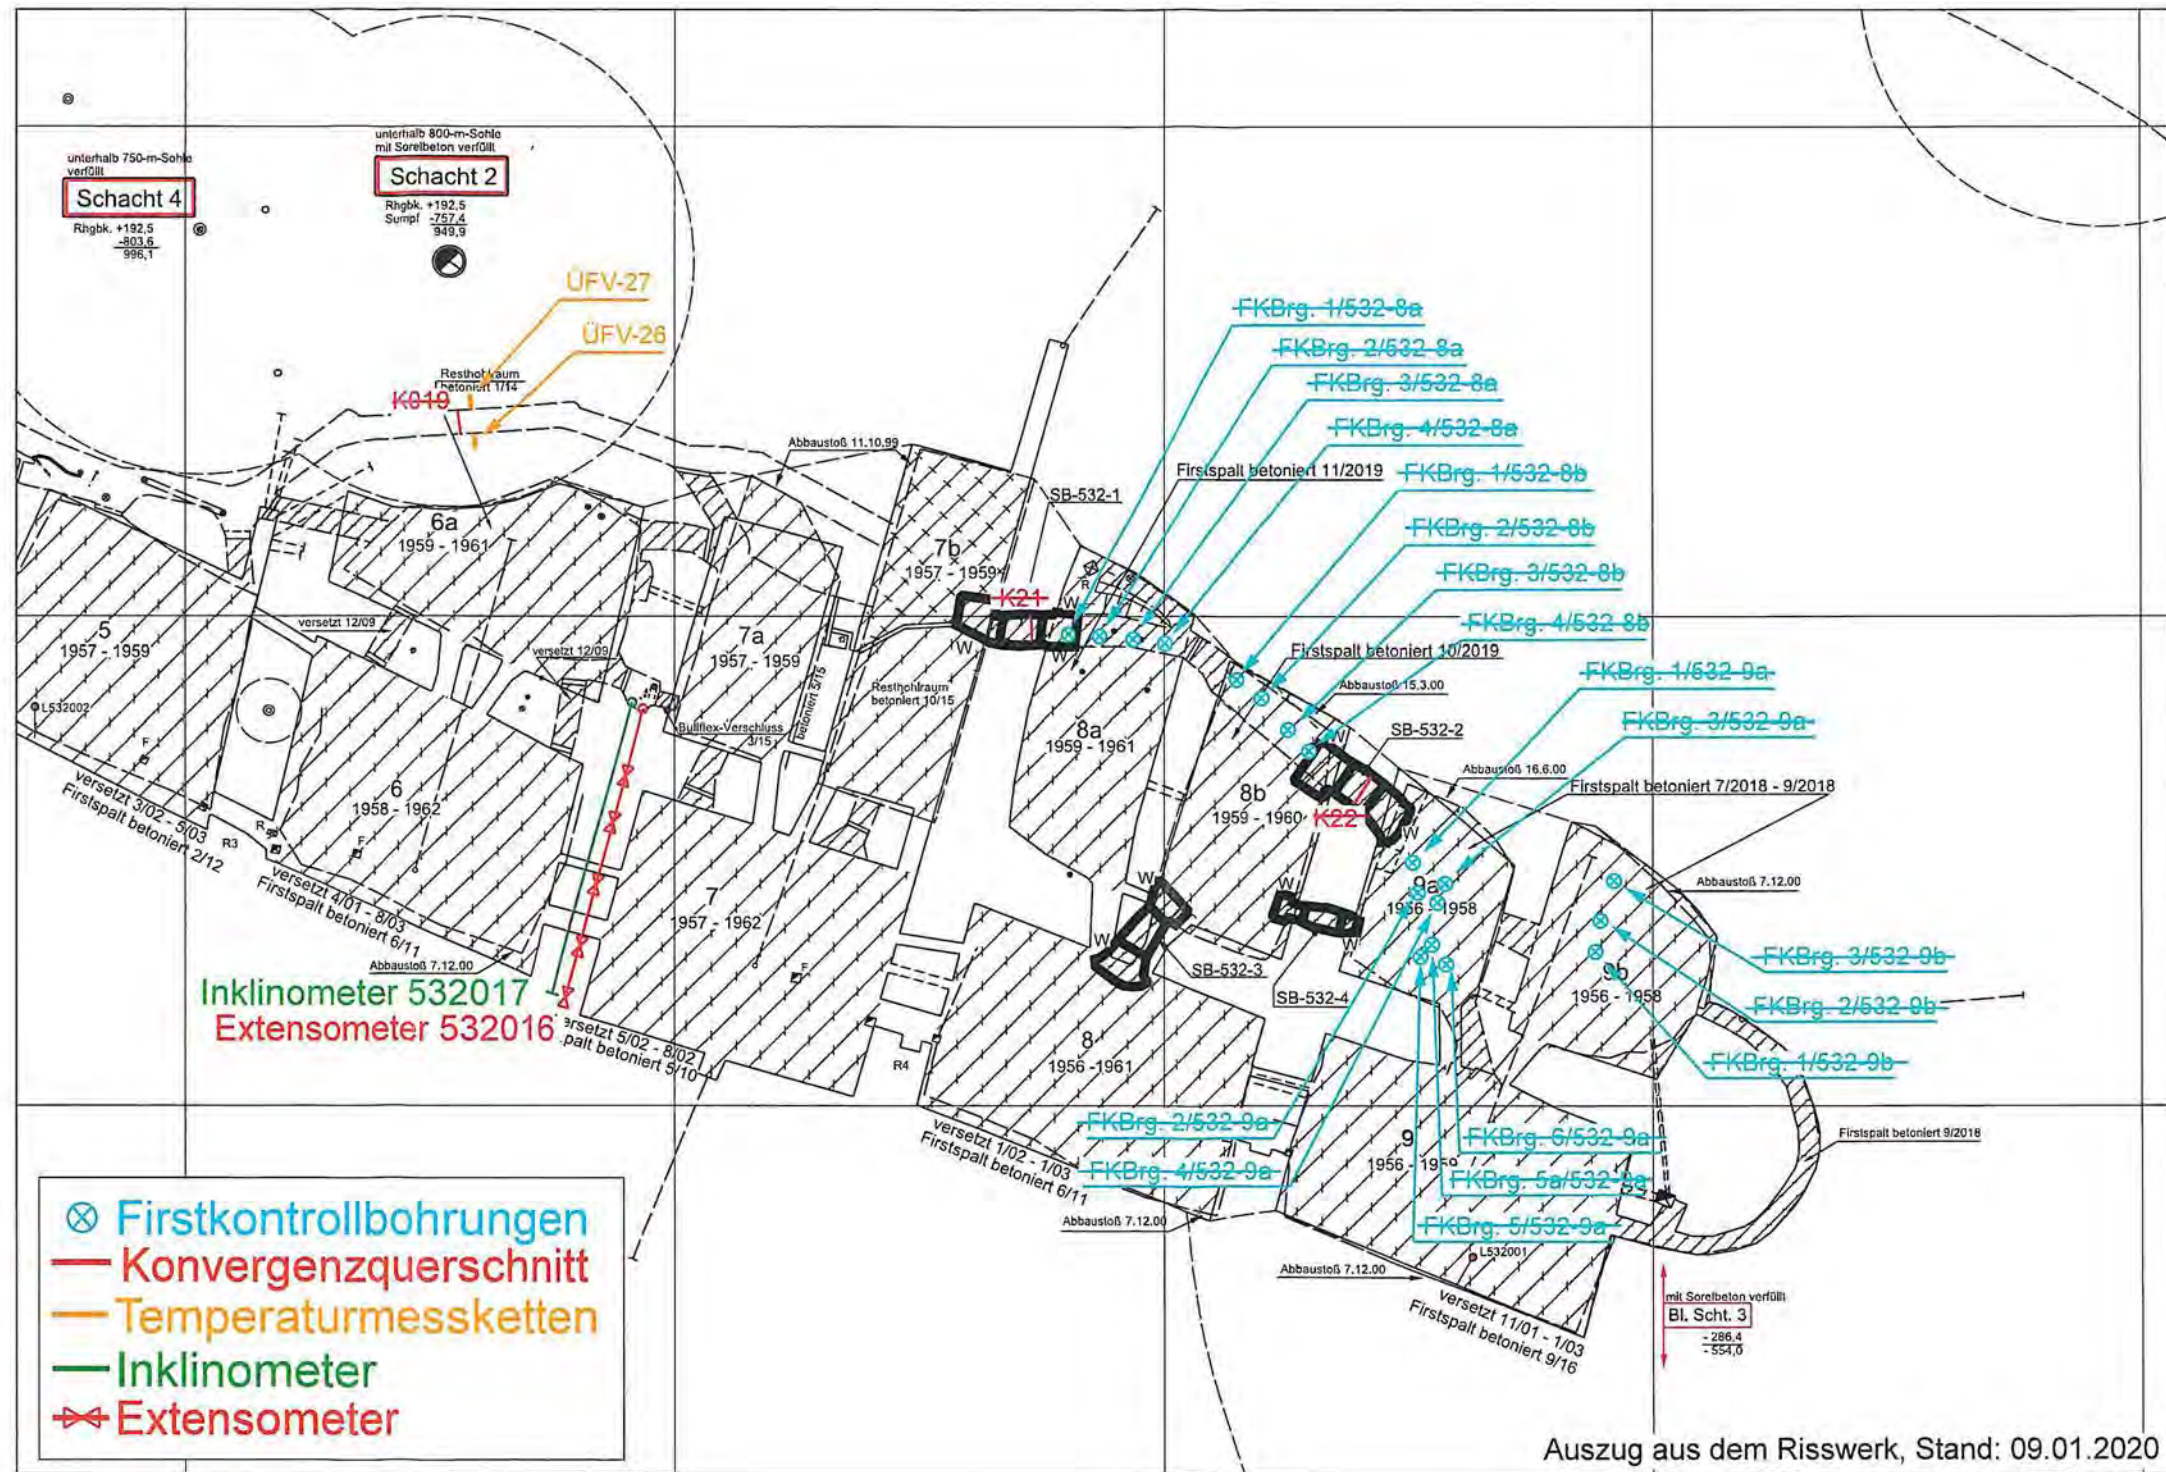 unterhalb 800-m-Sohle
mit Sorelbeton verfüllt
Schacht 2
Rhgbk. +192,5
Sumpf -757,4
949,9
unterhalb 750-m-Sohle
verfüllt
Schacht 4
Rhgbk. +192,5
-803,6
996,1
ÜFV-27
ÜFV-26
Resthohlraum
betoniert 1/14
K019
FKBrg. 1/532-8a
FKBrg. 2/532-8a
FKBrg. 3/532-8a
FKBrg. 4/532-8a
Abbaustoß 11.10.99
Firstspalt betoniert 11/2019
FKBrg. 1/532-8b
SB-532-1
FKBrg. 2/532-8b
FKBrg. 3/532-8b
FKBrg. 4/532-8b
6a
1959 - 1961
7b
1957 - 1959
R
K21
W
W
W
versetzt 12/09
5
1957 - 1959
7a
1957 - 1959
versetzt 12/09
Firstspalt betoniert 10/2019
FKBrg. 1/532-9a
Abbaustoß 15.3.00
Resthohlraum
betoniert 10/15
betoniert 5/15
L532002
FKBrg. 3/532-9a
Bullflex-Verschluss
3/15
8a
1959 - 1961
W
SB-532-2
F
Abbaustoß 16.6.00
Firstspalt betoniert 7/2018 - 9/2018
6
1958 - 1962
8b
1959 - 1960
K22
W
versetzt 3/02 - 5/03
Firstspalt betoniert 2/12
R3
R
F
versetzt 4/01 - 8/03
Firstspalt betoniert 6/11
7
1957 - 1962
W
W
9a
1956 - 1958
Abbaustoß 7.12.00
W
W
FKBrg. 3/532-9b
Abbaustoß 7.12.00
F
SB-532-3
SB-532-4
9b
1956 - 1958
Inklinometer 532017
Extensometer 532016
FKBrg. 2/532-9b
versetzt 5/02 - 8/02
palt betoniert 5/10
R4
8
1956 -1961
FKBrg. 1/532-9b
FKBrg. 2/532-9a
versetzt 1/02 - 1/03
Firstspalt betoniert 6/11
9
1956 - 1959
FKBrg. 6/532-9a
Firstspalt betoniert 9/2018
FKBrg. 4/532-9a
FKBrg. 5a/532-9a
Abbaustoß 7.12.00
FKBrg. 5/532-9a
L532001
Abbaustoß 7.12.00
versetzt 11/01 - 1/03
Firstspalt betoniert 9/16
mit Sorelbeton verfüllt
Bl. Scht. 3
- 286,4
- 554,0
Firstkontrollbohrungen
Konvergenzquerschnitt
Temperaturmessketten
Inklinometer
Extensometer
Auszug aus dem Risswerk, Stand: 09.01.2020